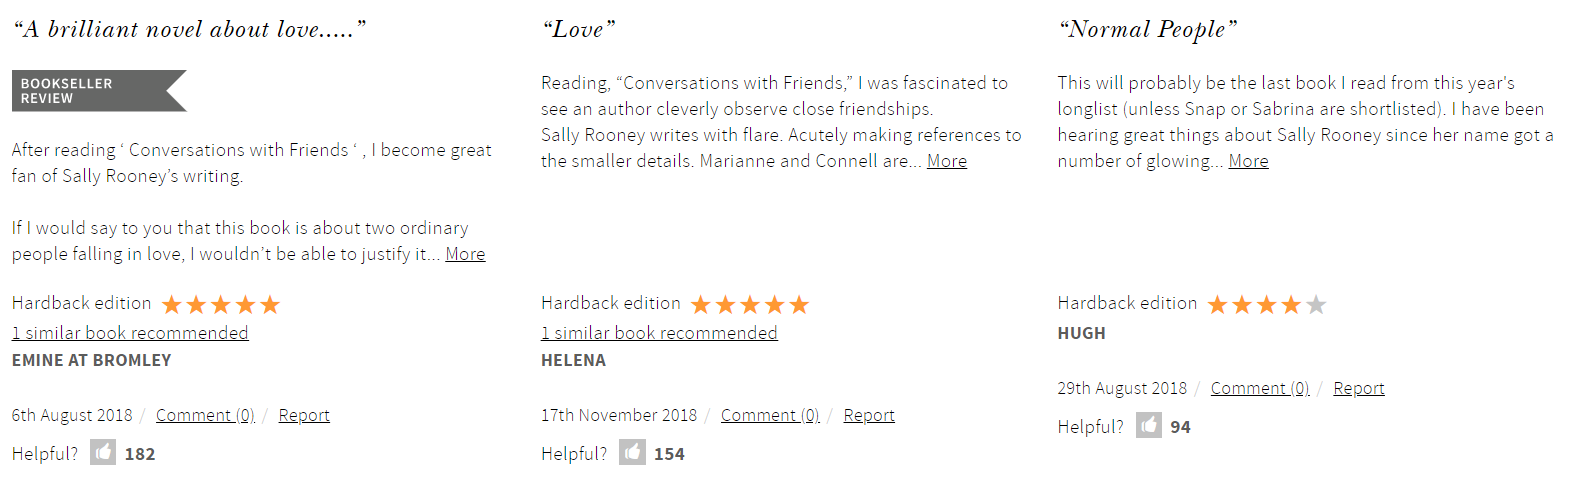 “A brilliant novel about love.....”
BOOKSELLER
REVIEW
After reading ‘ Conversations with Friends ‘ , I become great
fan of Sally Rooney’s writing.
If I would say to you that this book is about two ordinary
people falling in love, I wouldn’t be able to justify it... More
Hardback edition
1 similar book recommended
EMINE AT BROMLEY
6th August 2018 / Comment (0) / Report
Helpful? 182
“Love”
Reading, “Conversations with Friends,” I was fascinated to
see an author cleverly observe close friendships.
Sally Rooney writes with flare. Acutely making references to
the smaller details. Marianne and Connell are... More
Hardback edition
1 similar book recommended
HELENA
17th November 2018 / Comment (0) / Report
Helpful? 154
“Normal People”
This will probably be the last book I read from this year's
longlist (unless Snap or Sabrina are shortlisted). I have been
hearing great things about Sally Rooney since her name got a
number of glowing... More
Hardback edition
HUGH
29th August 2018 / Comment (0) / Report
Helpful? 94